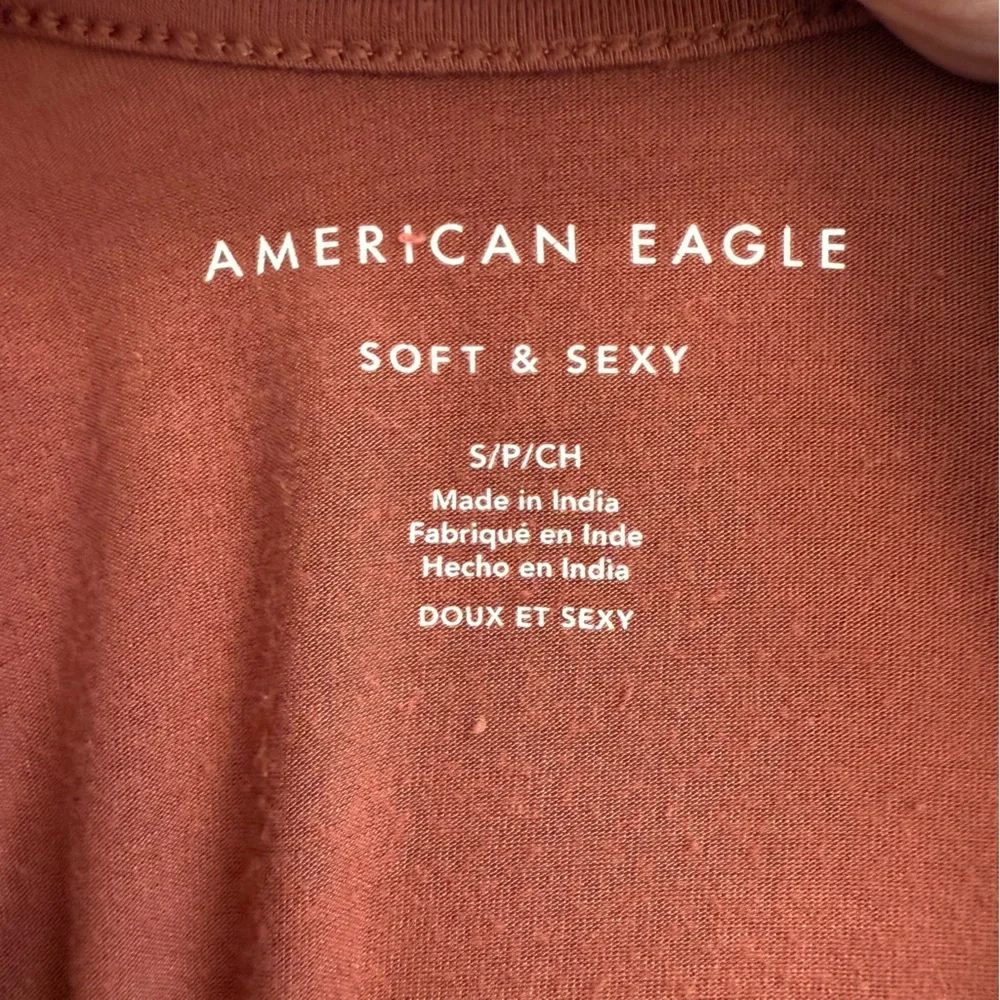 AMERICAN EAGLE
SOFT & SEXY
S/P/CH
Made in India
Fabriqué en Inde
Hecho en India
DOUX ET SEXY